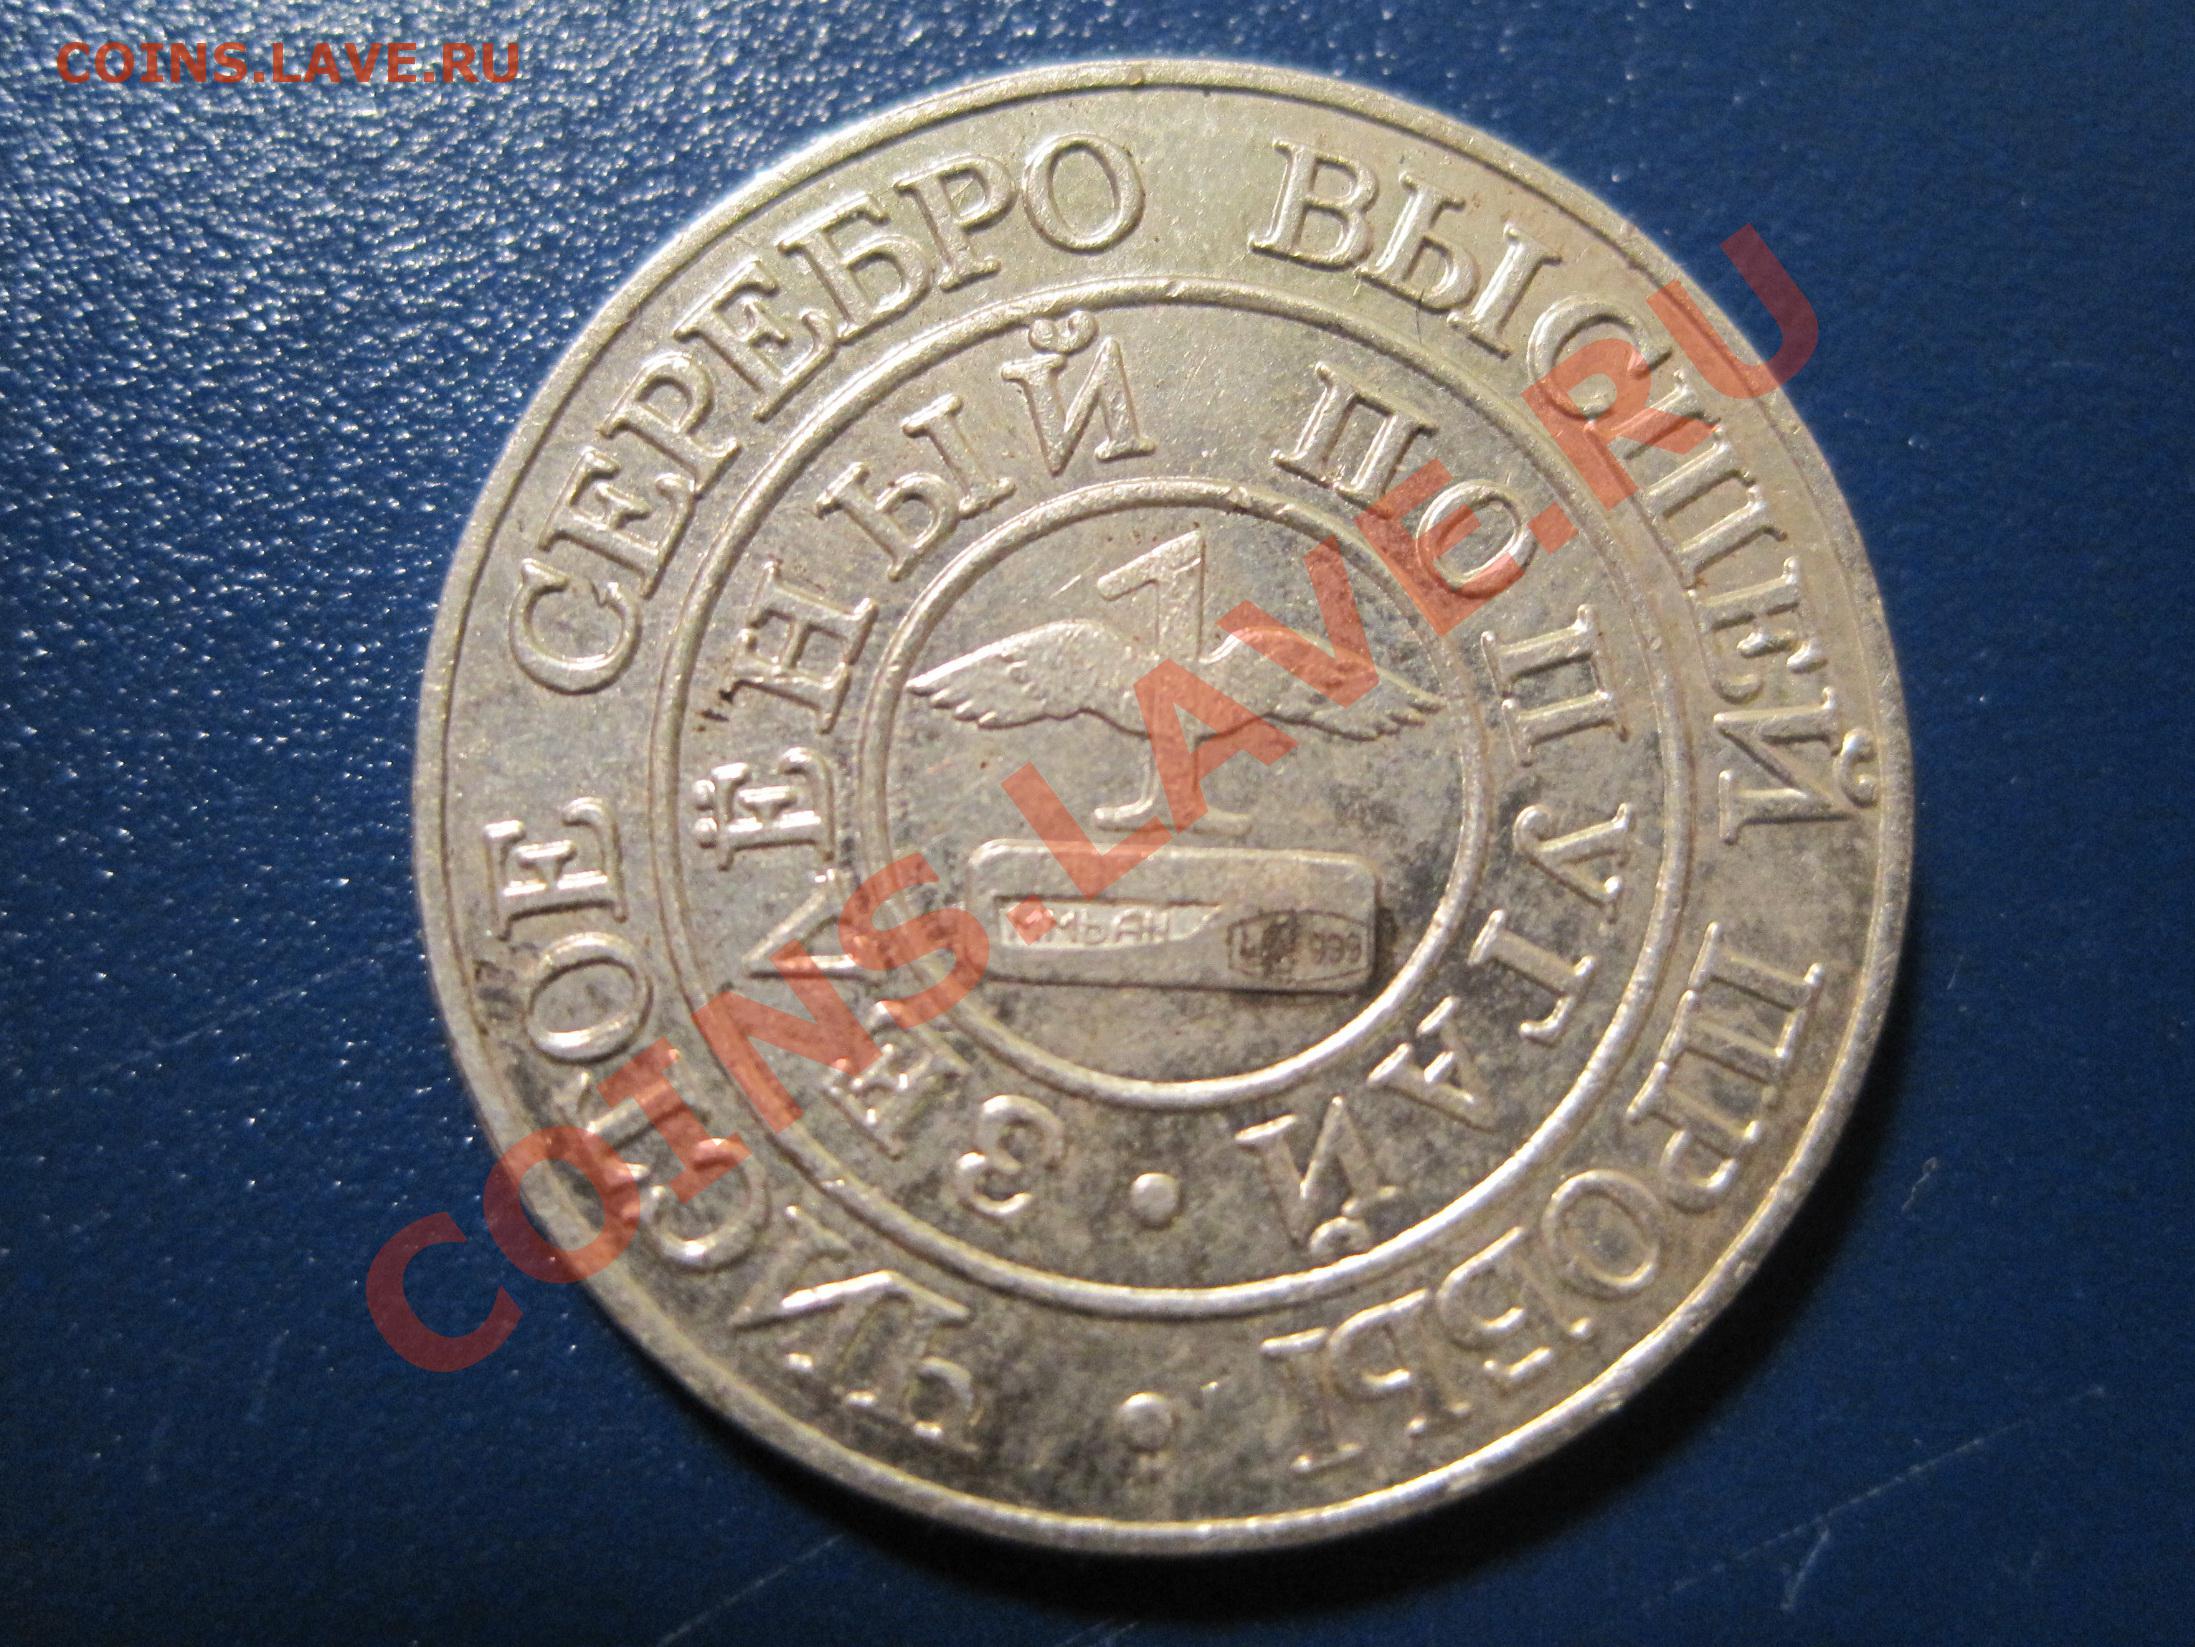 COINS.LAVE.RU
ЧИСТОЕ СЕРЕБРО ВЫСШЕЙ ПРОБЫ •
ЗЕЛЁНЫЙ ПОПУГАЙ •
1
999
COINS.LAVE.RU